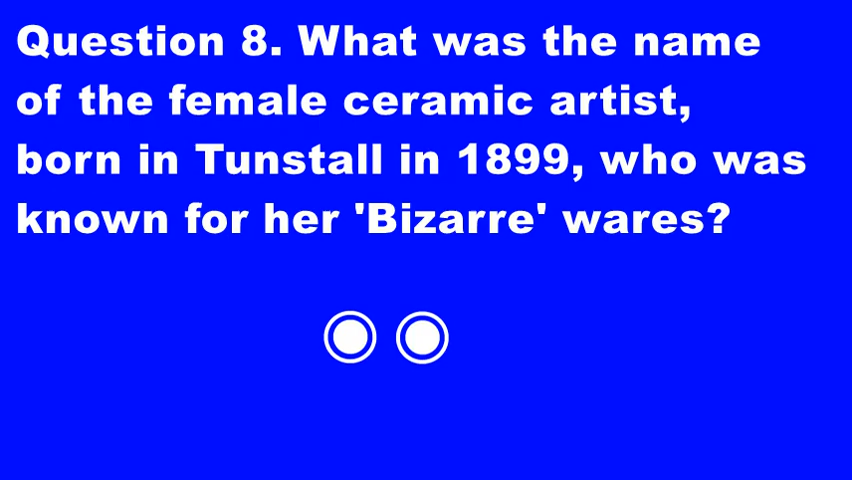 Question 8. What was the name
of the female ceramic artist,
born in Tunstall in 1899, who was
known for her 'Bizarre' wares?